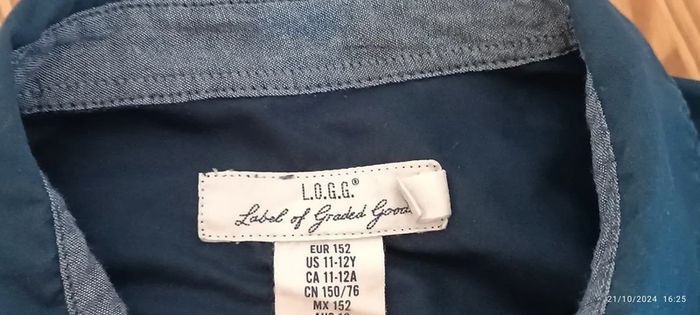 L.O.G.G.®
Label of Graded Good
EUR 152
US 11-12Y
CA 11-12A
CN 150/76
MX 152
21/10/2024 16:25